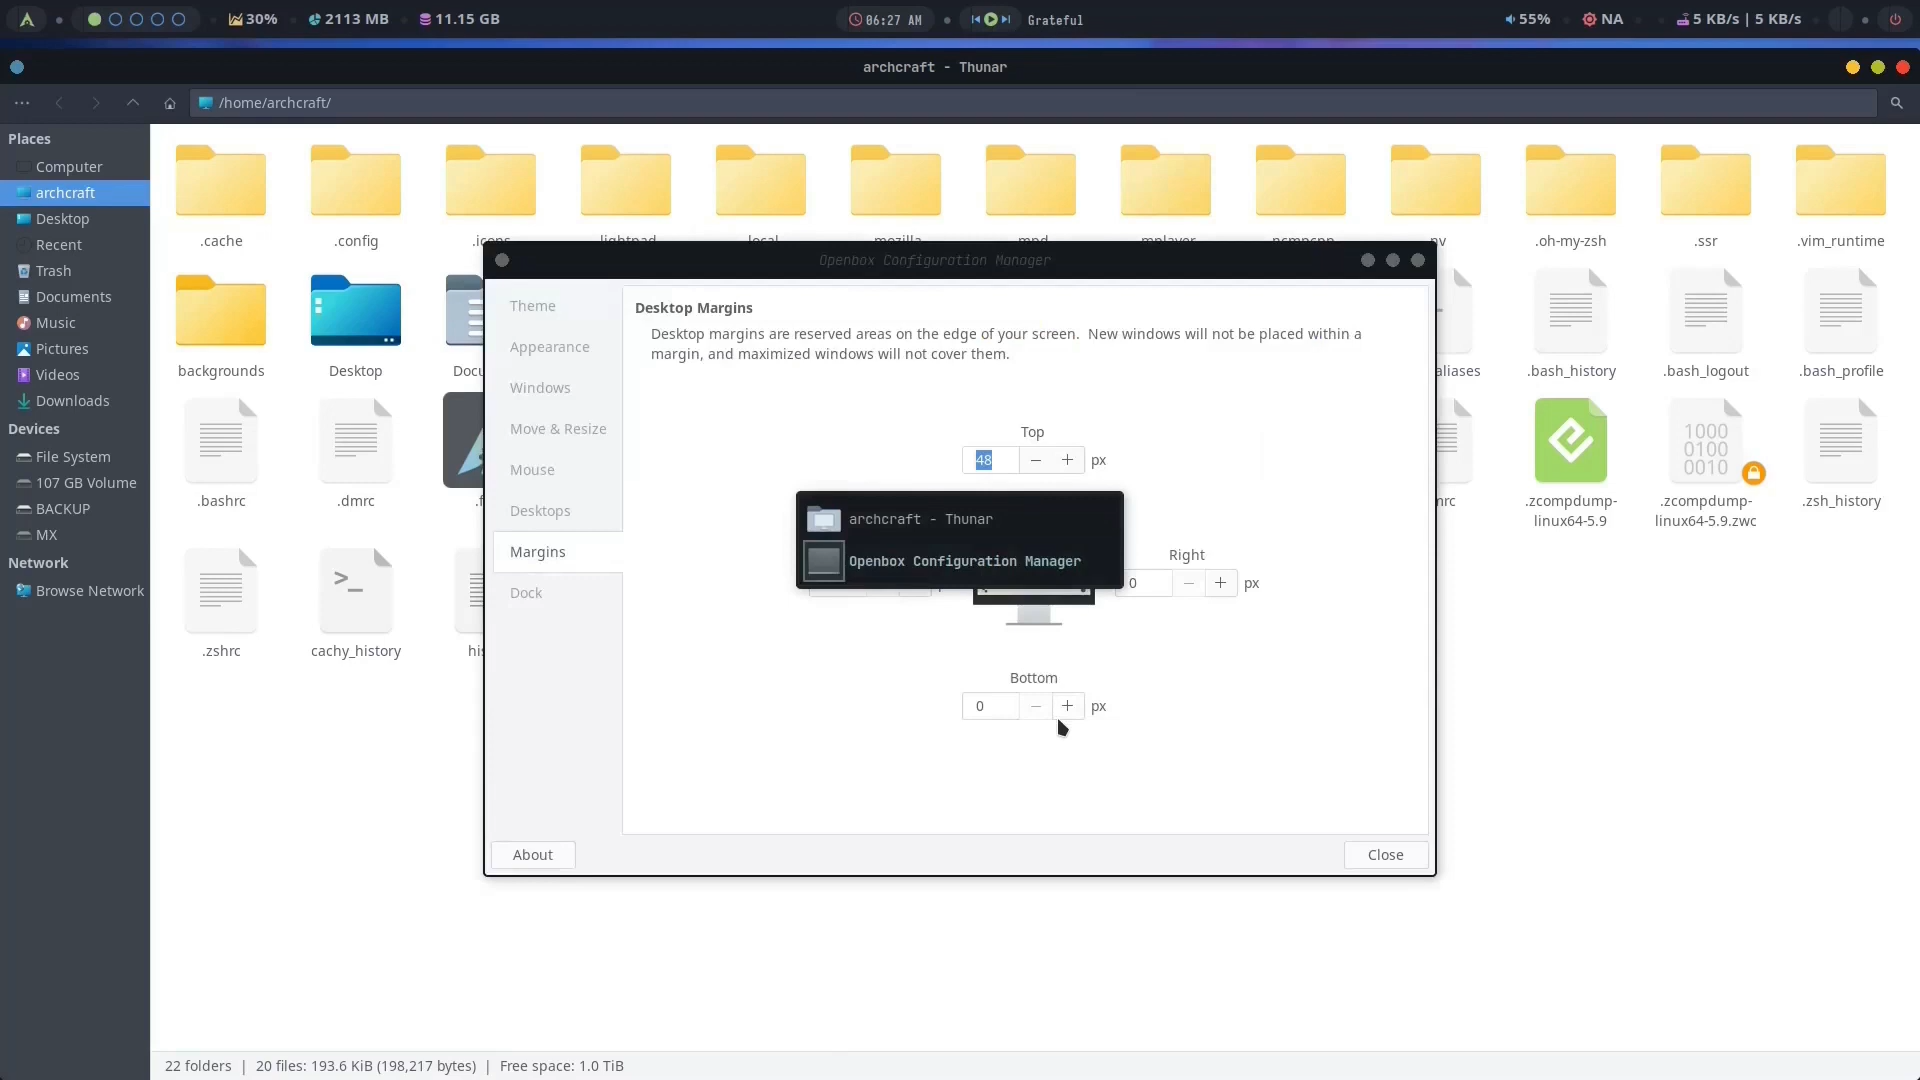 30%
2113 MB
11.15 GB
06:27 AM
Grateful
55%
NA
5 KB/s | 5 KB/s
archcraft - Thunar
/home/archcraft/
Places
Computer
archcraft
Desktop
Recent
Trash
Documents
Music
Pictures
Videos
Downloads
Devices
File System
107 GB Volume
BACKUP
MX
Network
Browse Network
.cache
.config
.icons
.oh-my-zsh
.ssr
.vim_runtime
backgrounds
Desktop
Docu
aliases
.bash_history
.bash_logout
.bash_profile
.bashrc
.dmrc
.zcompdump-
linux64-5.9
1000
0100
0010
.zcompdump-
linux64-5.9.zwc
.zsh_history
.zshrc
cachy_history
Openbox Configuration Manager
Theme
Appearance
Windows
Move & Resize
Mouse
Desktops
Margins
Dock
Desktop Margins
Desktop margins are reserved areas on the edge of your screen. New windows will not be placed within a
margin, and maximized windows will not cover them.
Top
48
px
archcraft - Thunar
Openbox Configuration Manager
Right
0
px
Bottom
0
px
About
Close
22 folders | 20 files: 193.6 KiB (198,217 bytes) | Free space: 1.0 TiB